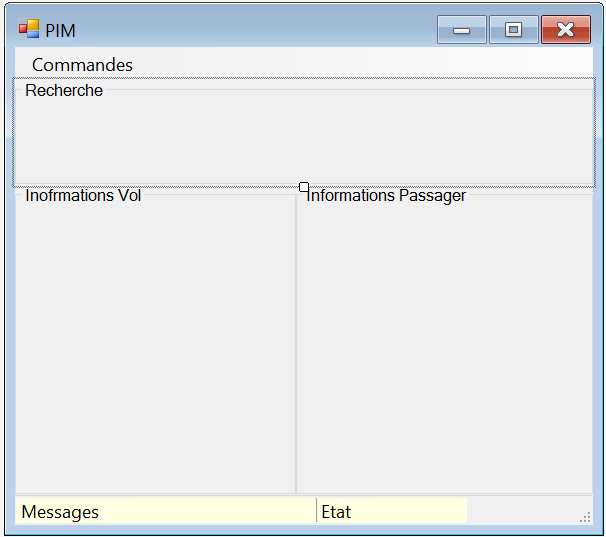 PIM
Commandes
Recherche
Inofrmations Vol
Informations Passager
Messages
Etat